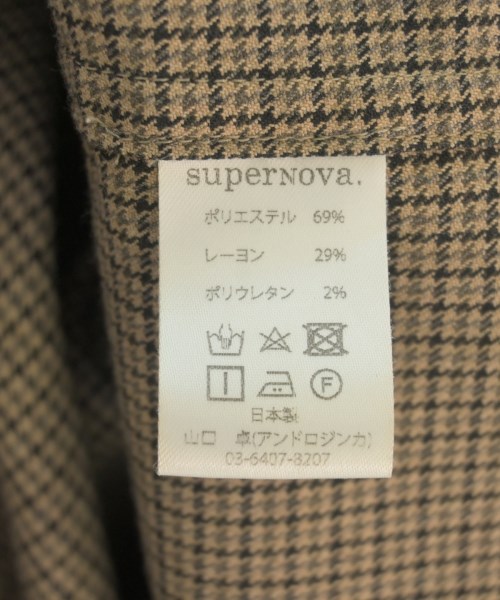 superNova.
ポリエステル 69%
レーヨン 29%
ポリウレタン 2%
F
日本製
山口 卓(アンドロジンカ)
03-6407-8207